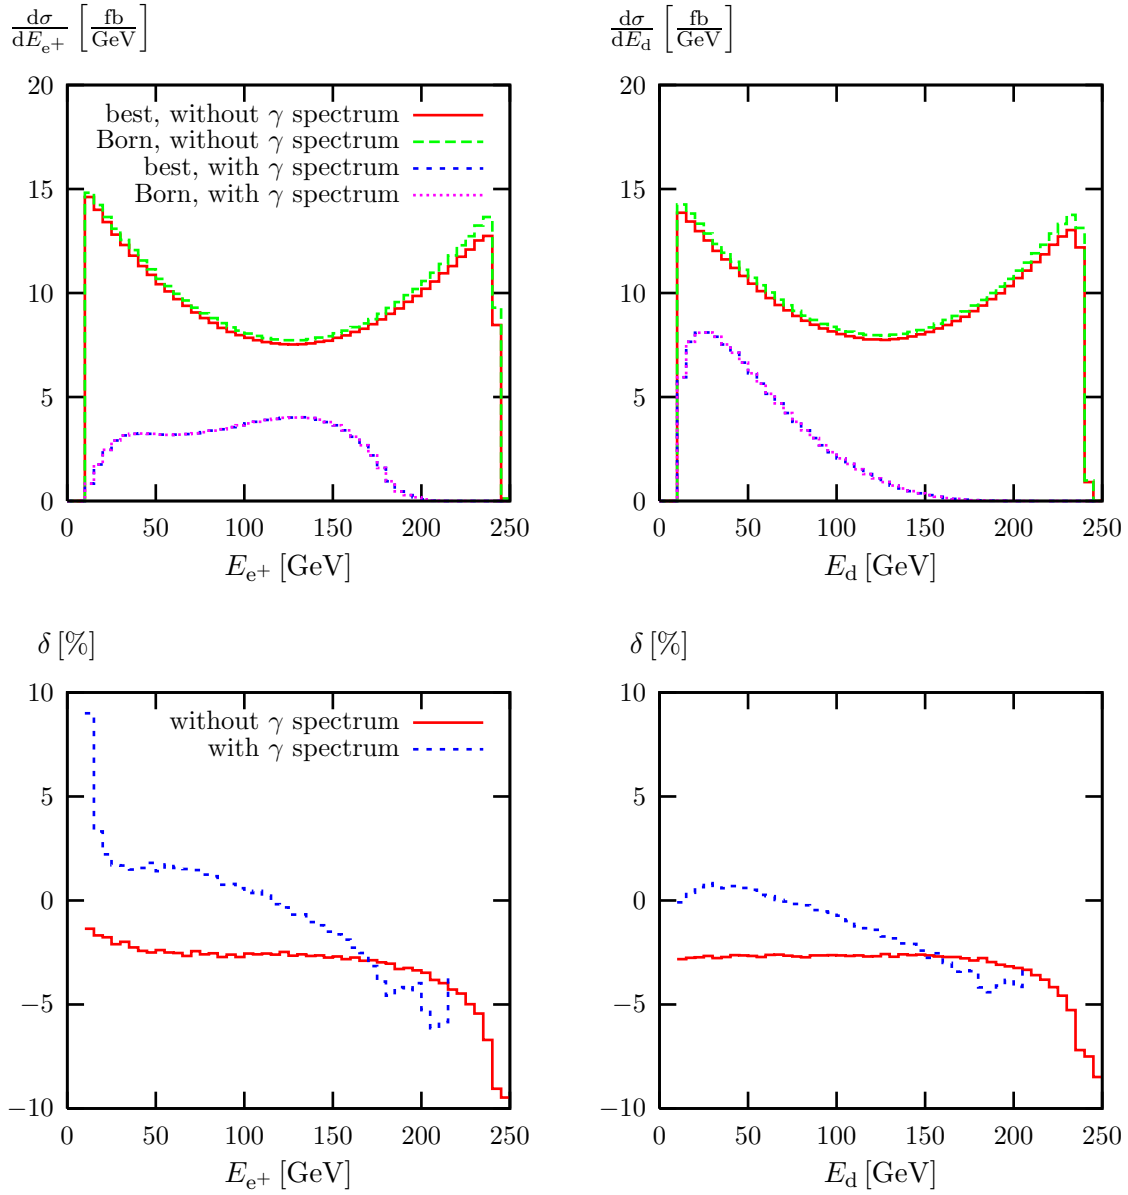 dσ/dE_e+ [fb/GeV]
20
15
10
5
0
best, without γ spectrum
Born, without γ spectrum
best, with γ spectrum
Born, with γ spectrum
0 50 100 150 200 250
E_e+ [GeV]
dσ/dE_d [fb/GeV]
20
15
10
5
0
0 50 100 150 200 250
E_d [GeV]
δ [%]
10
5
0
−5
−10
without γ spectrum
with γ spectrum
0 50 100 150 200 250
E_e+ [GeV]
δ [%]
10
5
0
−5
−10
0 50 100 150 200 250
E_d [GeV]